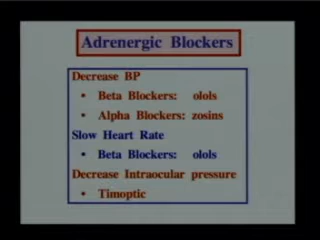 Adrenergic Blockers
Decrease BP
• Beta Blockers: olols
• Alpha Blockers: zosins
Slow Heart Rate
• Beta Blockers: olols
Decrease Intraocular pressure
• Timoptic